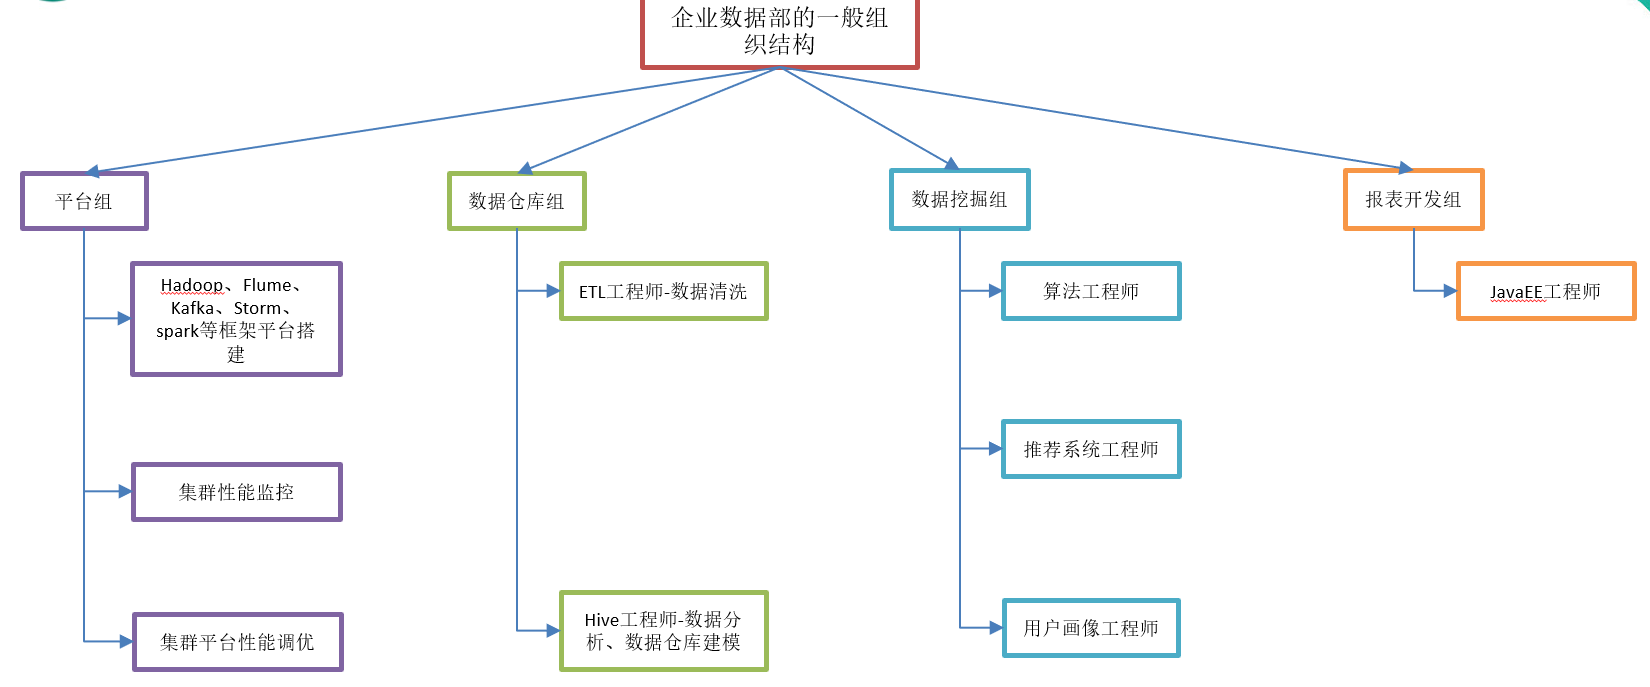 企业数据部的一般组
织结构
平台组
数据仓库组
数据挖掘组
报表开发组
Hadoop、Flume、
Kafka、Storm、
spark等框架平台搭
建
ETL工程师-数据清洗
算法工程师
JavaEE工程师
推荐系统工程师
集群性能监控
Hive工程师-数据分
析、数据仓库建模
用户画像工程师
集群平台性能调优